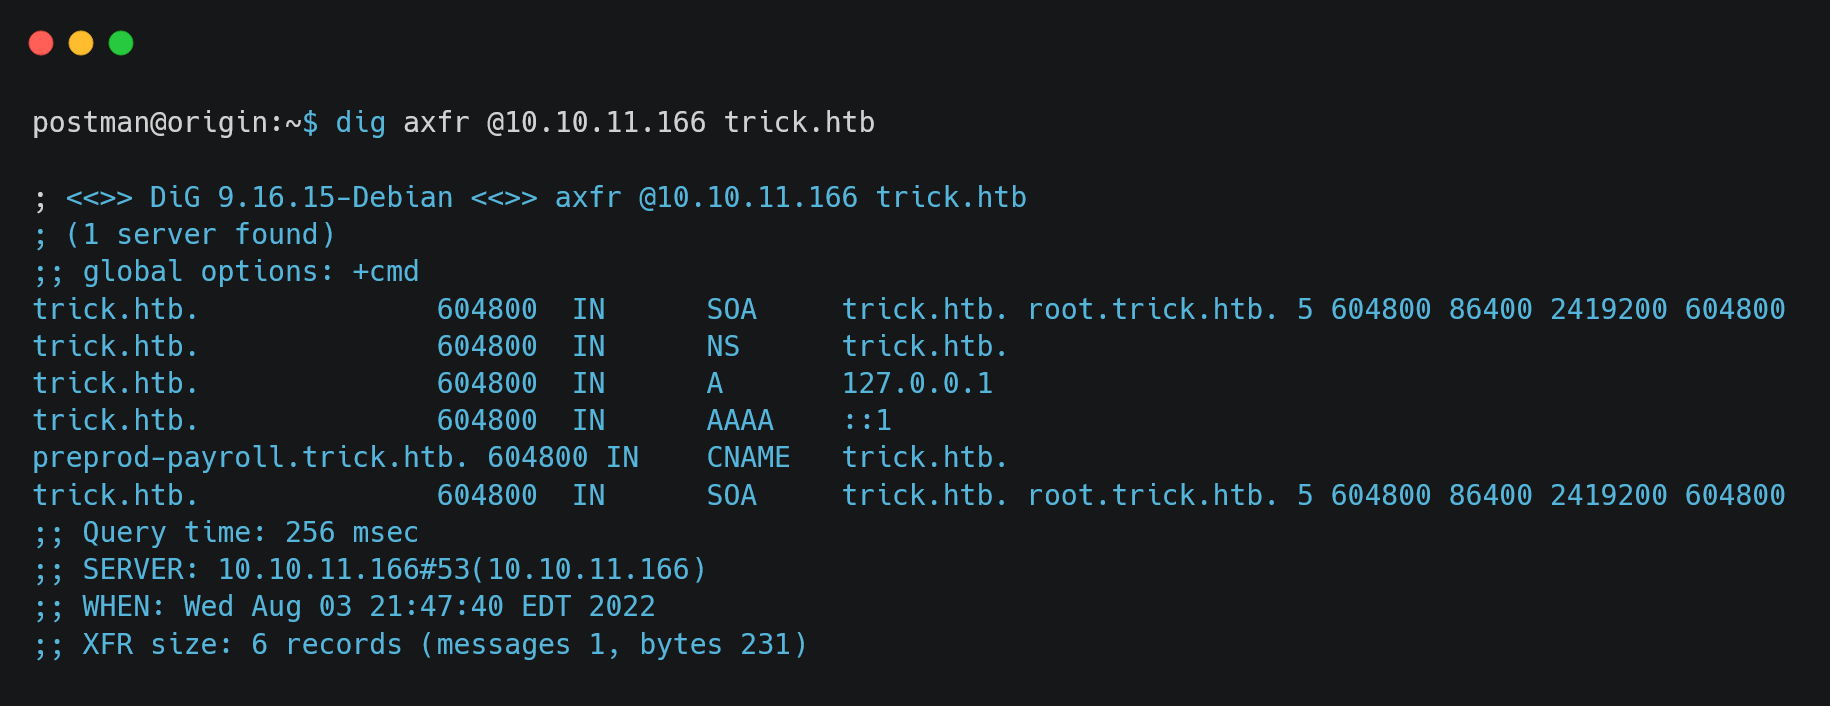 postman@origin:~$ dig axfr @10.10.11.166 trick.htb
; <<>> DiG 9.16.15-Debian <<>> axfr @10.10.11.166 trick.htb
; (1 server found)
;; global options: +cmd
trick.htb. 604800 IN SOA trick.htb. root.trick.htb. 5 604800 86400 2419200 604800
trick.htb. 604800 IN NS trick.htb.
trick.htb. 604800 IN A 127.0.0.1
trick.htb. 604800 IN AAAA ::1
preprod-payroll.trick.htb. 604800 IN CNAME trick.htb.
trick.htb. 604800 IN SOA trick.htb. root.trick.htb. 5 604800 86400 2419200 604800
;; Query time: 256 msec
;; SERVER: 10.10.11.166#53(10.10.11.166)
;; WHEN: Wed Aug 03 21:47:40 EDT 2022
;; XFR size: 6 records (messages 1, bytes 231)